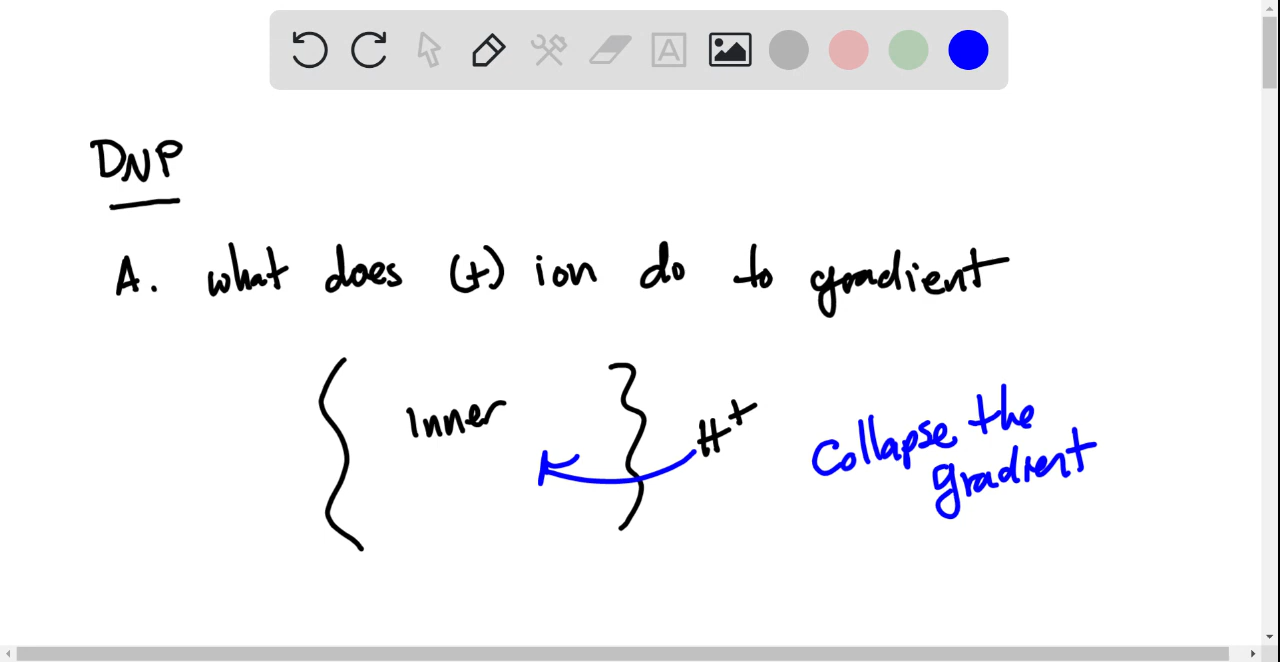 DNP
A. what does (+) ion do to gradient
Inner
H+
Collapse the
gradient